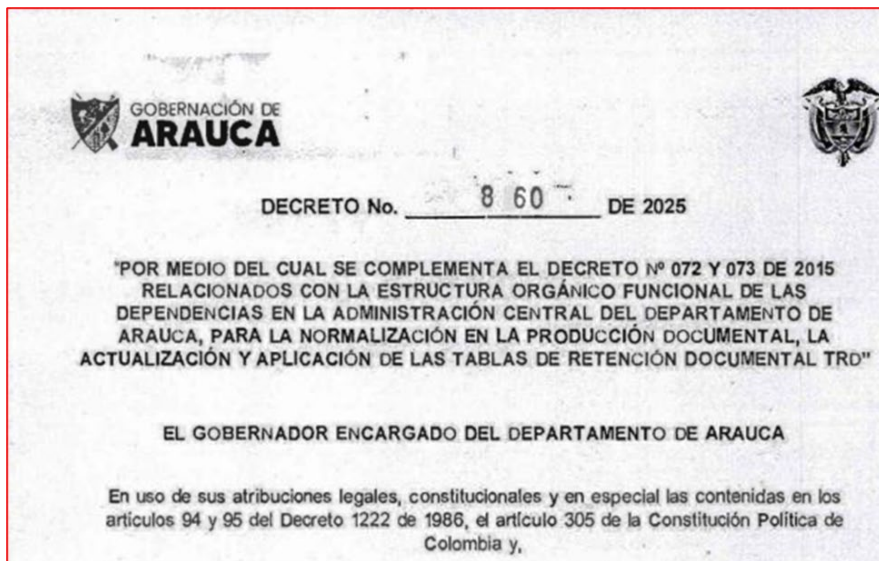 GOBERNACIÓN DE
ARAUCA
DECRETO No. 8 60 DE 2025
"POR MEDIO DEL CUAL SE COMPLEMENTA EL DECRETO Nº 072 Y 073 DE 2015
RELACIONADOS CON LA ESTRUCTURA ORGÁNICO FUNCIONAL DE LAS
DEPENDENCIAS EN LA ADMINISTRACIÓN CENTRAL DEL DEPARTAMENTO DE
ARAUCA, PARA LA NORMALIZACIÓN EN LA PRODUCCIÓN DOCUMENTAL, LA
ACTUALIZACIÓN Y APLICACIÓN DE LAS TABLAS DE RETENCIÓN DOCUMENTAL TRD"
EL GOBERNADOR ENCARGADO DEL DEPARTAMENTO DE ARAUCA
En uso de sus atribuciones legales, constitucionales y en especial las contenidas en los
artículos 94 y 95 del Decreto 1222 de 1986, el artículo 305 de la Constitución Política de
Colombia y,